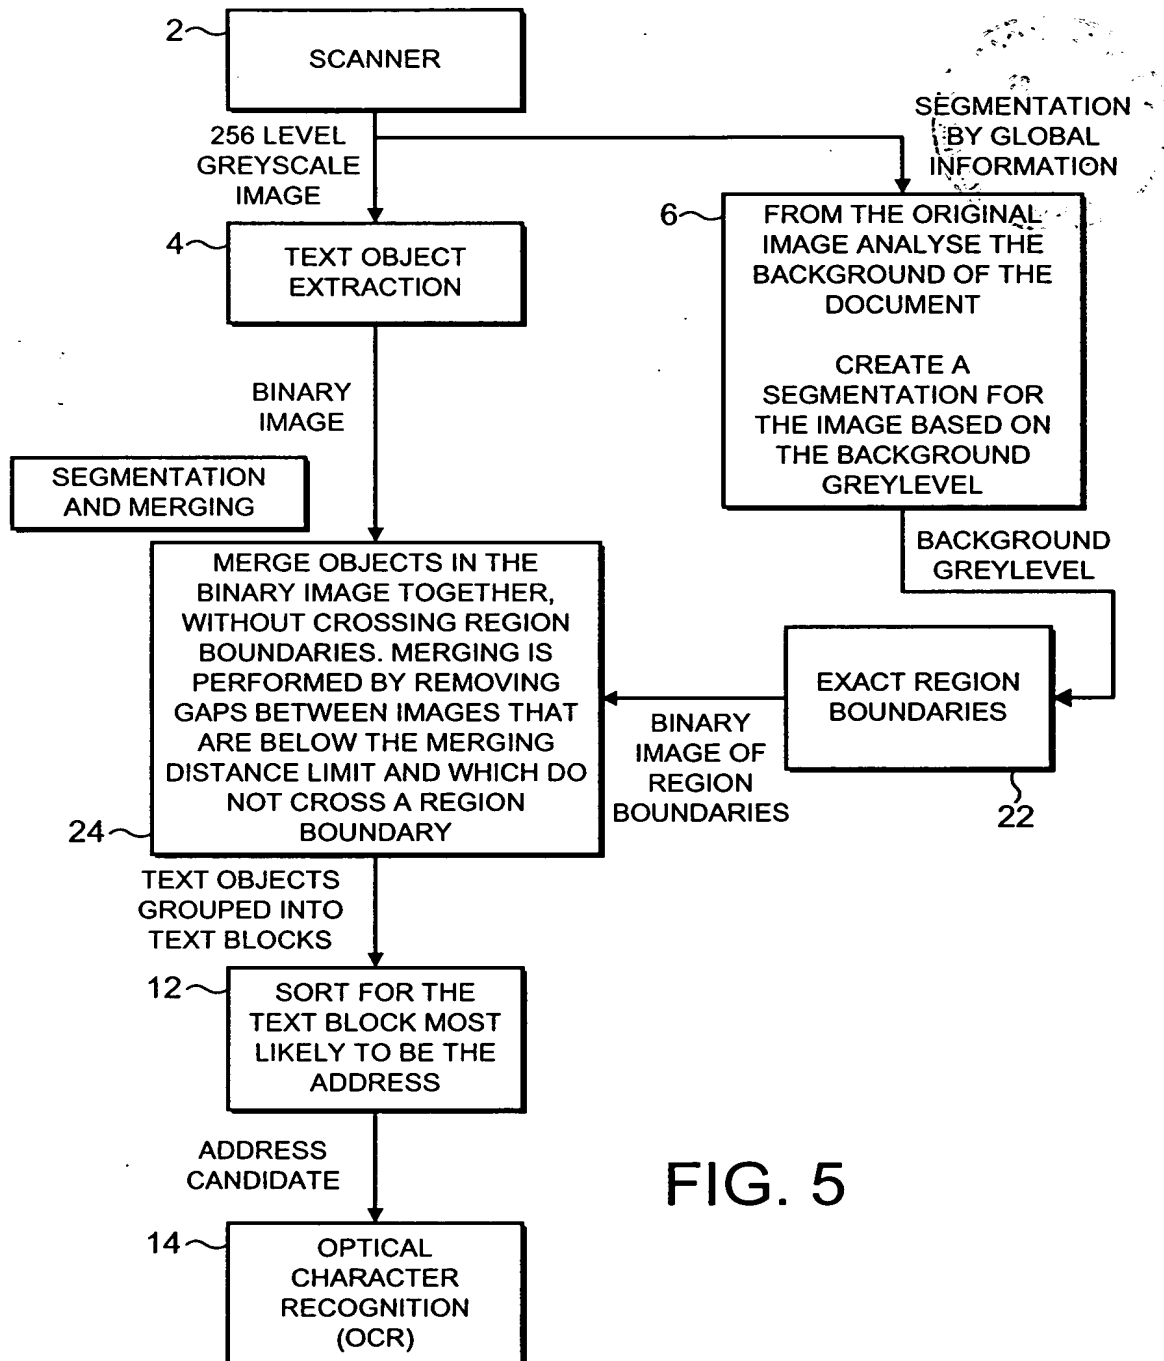 2
SCANNER
256 LEVEL
GREYSCALE
IMAGE
SEGMENTATION
BY GLOBAL
INFORMATION
4
TEXT OBJECT
EXTRACTION
6
FROM THE ORIGINAL
IMAGE ANALYSE THE
BACKGROUND OF THE
DOCUMENT
CREATE A
SEGMENTATION FOR
THE IMAGE BASED ON
THE BACKGROUND
GREYLEVEL
BINARY
IMAGE
SEGMENTATION
AND MERGING
BACKGROUND
GREYLEVEL
EXACT REGION
BOUNDARIES
22
BINARY
IMAGE OF
REGION
BOUNDARIES
MERGE OBJECTS IN THE
BINARY IMAGE TOGETHER,
WITHOUT CROSSING REGION
BOUNDARIES. MERGING IS
PERFORMED BY REMOVING
GAPS BETWEEN IMAGES THAT
ARE BELOW THE MERGING
DISTANCE LIMIT AND WHICH DO
NOT CROSS A REGION
BOUNDARY
24
TEXT OBJECTS
GROUPED INTO
TEXT BLOCKS
12
SORT FOR THE
TEXT BLOCK MOST
LIKELY TO BE THE
ADDRESS
ADDRESS
CANDIDATE
14
OPTICAL
CHARACTER
RECOGNITION
(OCR)
FIG. 5